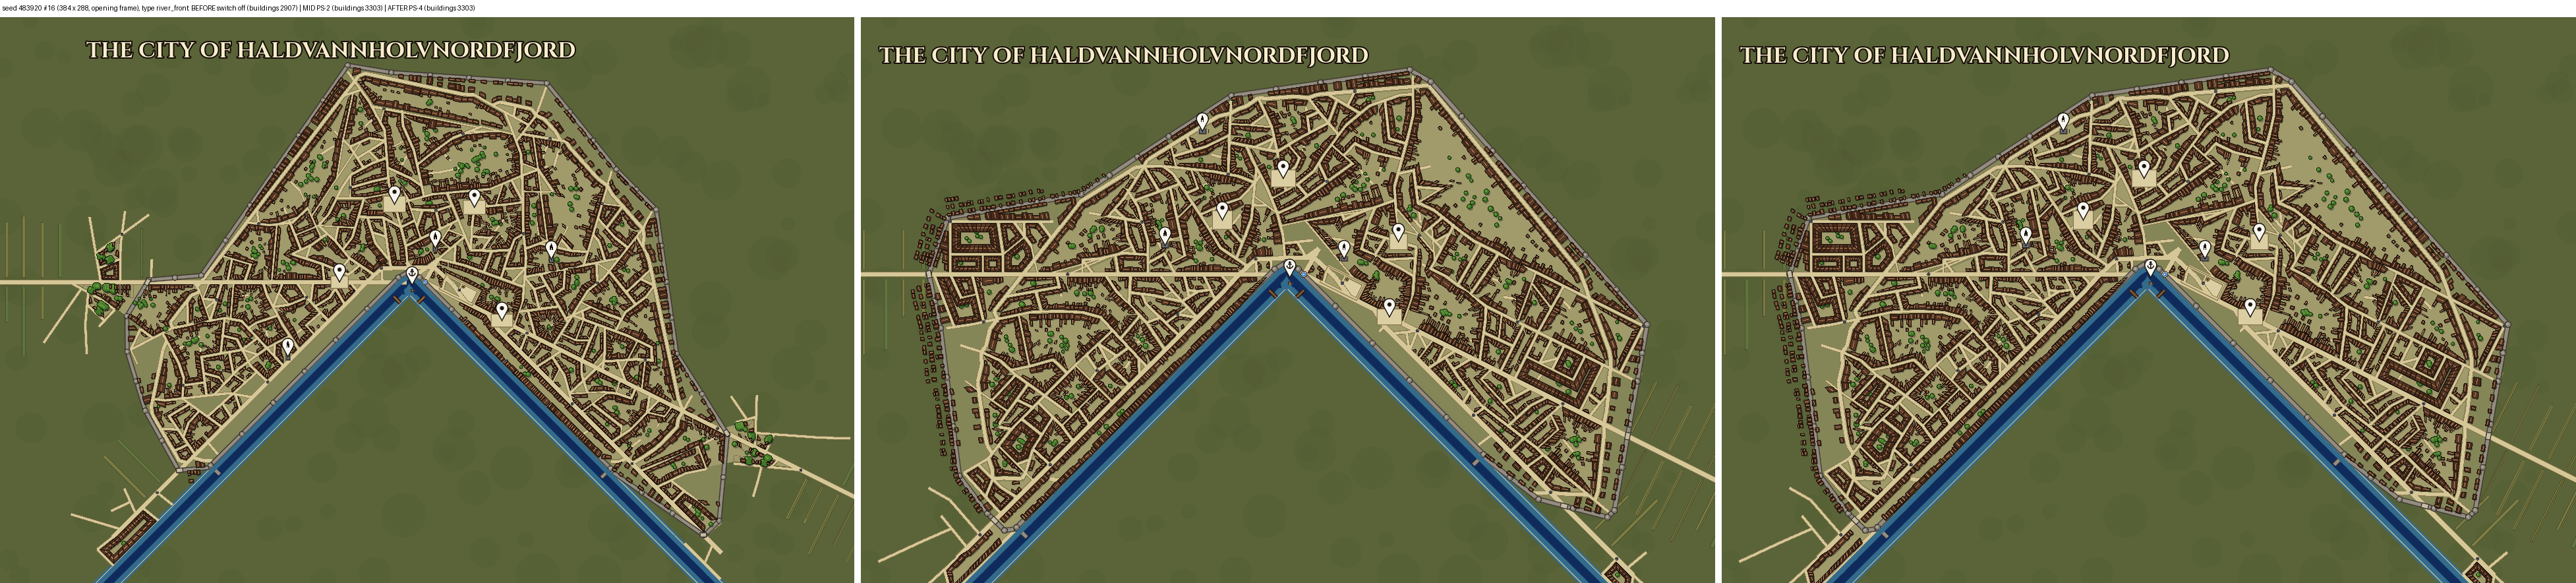 seed 483920 #16 (384 x 288, opening frame), type river_front. BEFORE switch off (buildings 2907) | MID PS-2 (buildings 3303) | AFTER PS-4 (buildings 3303)
THE CITY OF HALDVANNHOLVNORDFJORD
THE CITY OF HALDVANNHOLVNORDFJORD
THE CITY OF HALDVANNHOLVNORDFJORD